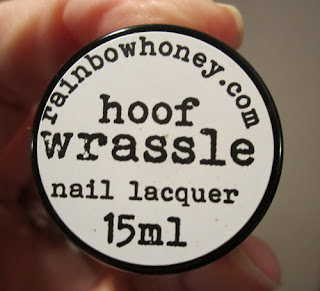 rainbowhoney.com
hoof
wrassle
nail lacquer
15ml